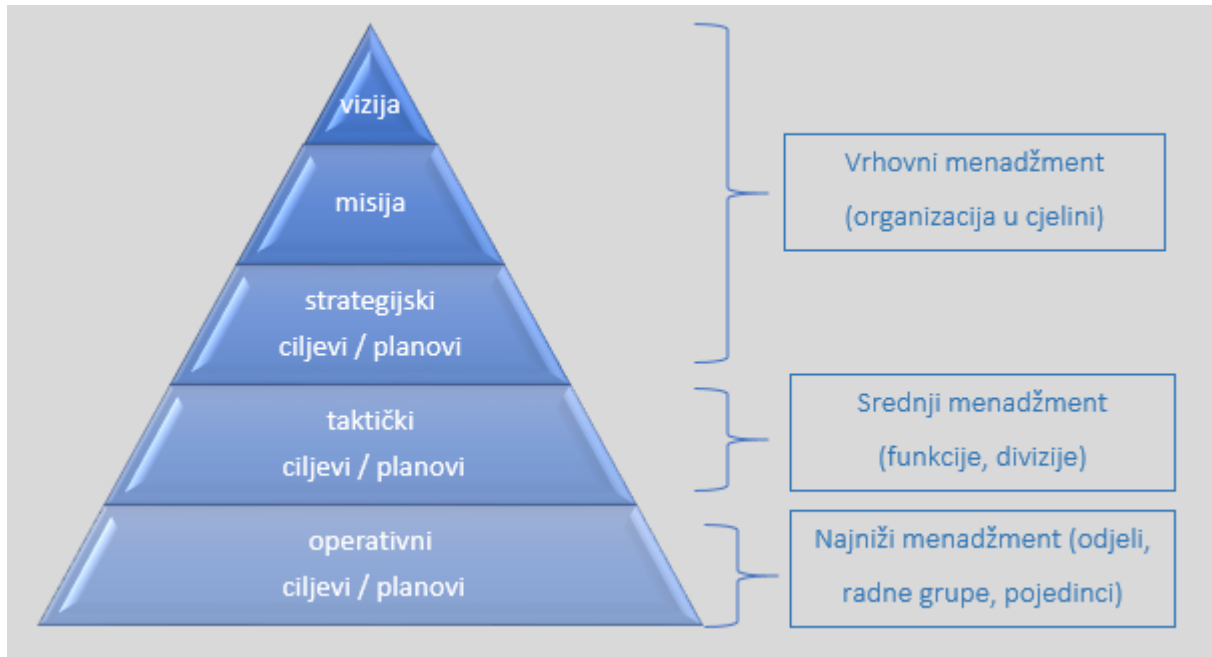 vizija
misija
strategijski
ciljevi / planovi
taktički
ciljevi / planovi
operativni
ciljevi / planovi
Vrhovni menadžment
(organizacija u cjelini)
Srednji menadžment
(funkcije, divizije)
Najniži menadžment (odjeli,
radne grupe, pojedinci)